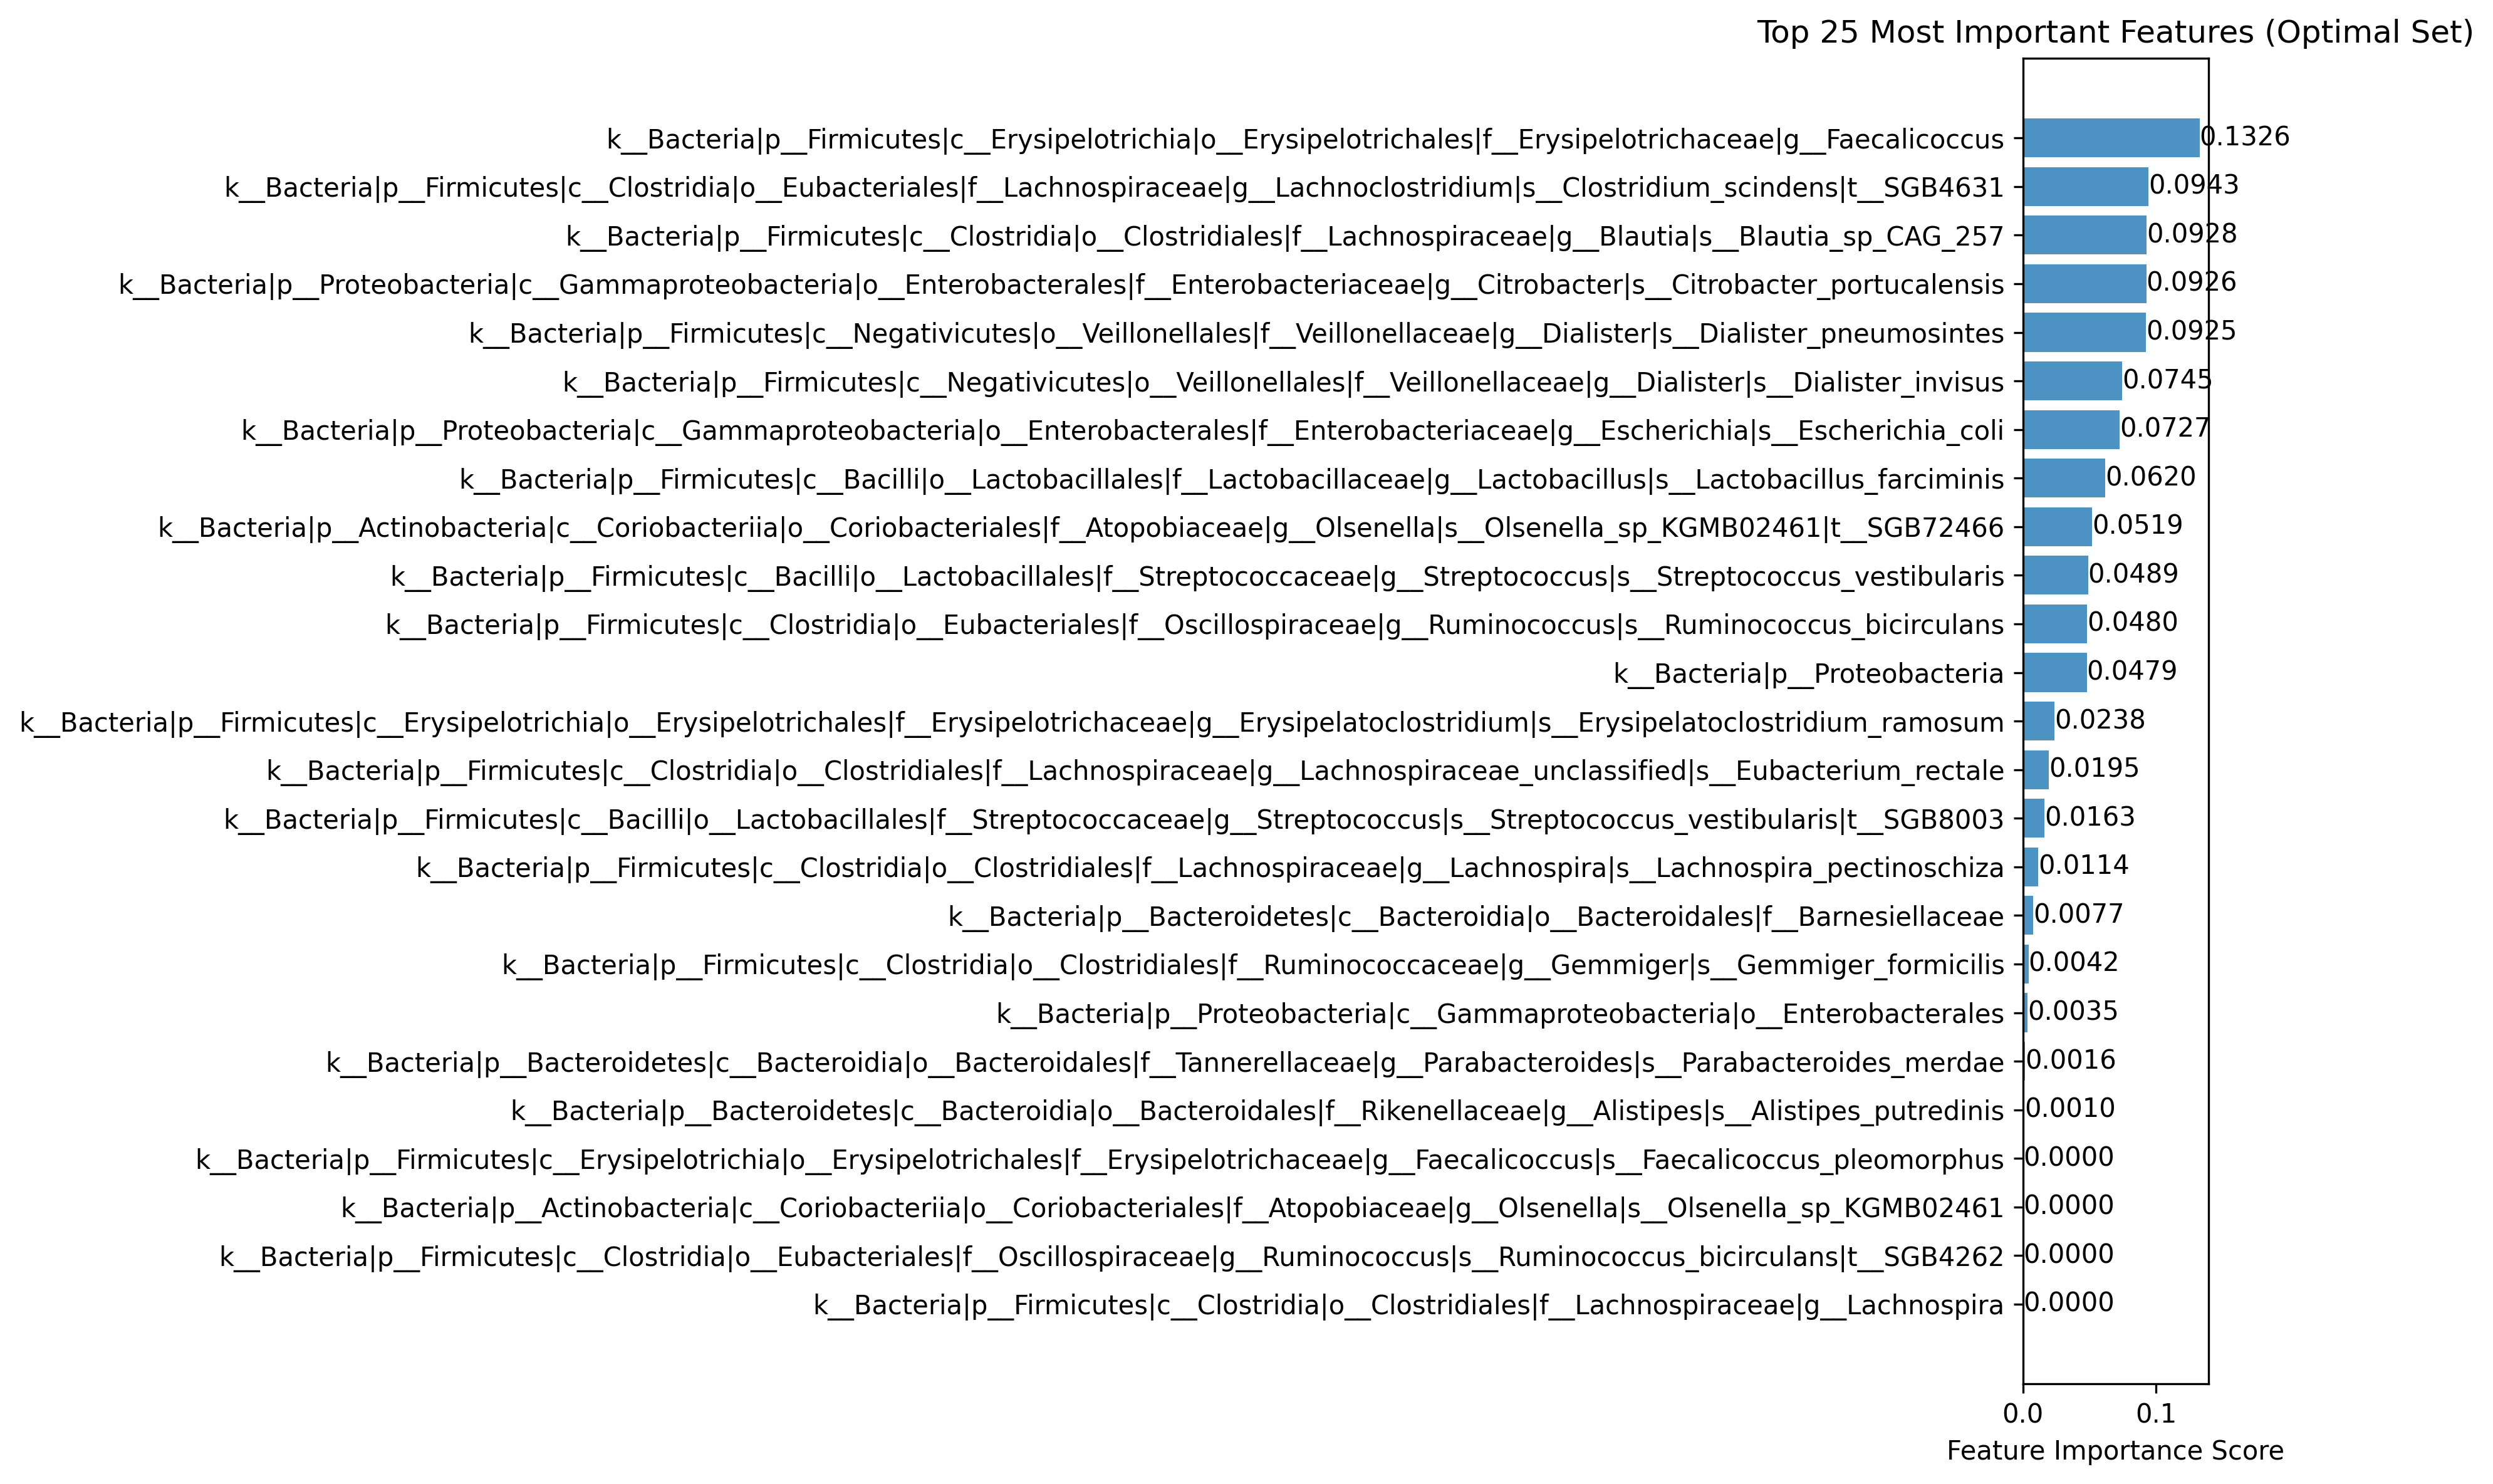 Top 25 Most Important Features (Optimal Set)
k__Bacteria|p__Firmicutes|c__Erysipelotrichia|o__Erysipelotrichales|f__Erysipelotrichaceae|g__Faecalicoccus 0.1326
k__Bacteria|p__Firmicutes|c__Clostridia|o__Eubacteriales|f__Lachnospiraceae|g__Lachnoclostridium|s__Clostridium_scindens|t__SGB4631 0.0943
k__Bacteria|p__Firmicutes|c__Clostridia|o__Clostridiales|f__Lachnospiraceae|g__Blautia|s__Blautia_sp_CAG_257 0.0928
k__Bacteria|p__Proteobacteria|c__Gammaproteobacteria|o__Enterobacterales|f__Enterobacteriaceae|g__Citrobacter|s__Citrobacter_portucalensis 0.0926
k__Bacteria|p__Firmicutes|c__Negativicutes|o__Veillonellales|f__Veillonellaceae|g__Dialister|s__Dialister_pneumosintes 0.0925
k__Bacteria|p__Firmicutes|c__Negativicutes|o__Veillonellales|f__Veillonellaceae|g__Dialister|s__Dialister_invisus 0.0745
k__Bacteria|p__Proteobacteria|c__Gammaproteobacteria|o__Enterobacterales|f__Enterobacteriaceae|g__Escherichia|s__Escherichia_coli 0.0727
k__Bacteria|p__Firmicutes|c__Bacilli|o__Lactobacillales|f__Lactobacillaceae|g__Lactobacillus|s__Lactobacillus_farciminis 0.0620
k__Bacteria|p__Actinobacteria|c__Coriobacteriia|o__Coriobacteriales|f__Atopobiaceae|g__Olsenella|s__Olsenella_sp_KGMB02461|t__SGB72466 0.0519
k__Bacteria|p__Firmicutes|c__Bacilli|o__Lactobacillales|f__Streptococcaceae|g__Streptococcus|s__Streptococcus_vestibularis 0.0489
k__Bacteria|p__Firmicutes|c__Clostridia|o__Eubacteriales|f__Oscillospiraceae|g__Ruminococcus|s__Ruminococcus_bicirculans 0.0480
k__Bacteria|p__Proteobacteria 0.0479
k__Bacteria|p__Firmicutes|c__Erysipelotrichia|o__Erysipelotrichales|f__Erysipelotrichaceae|g__Erysipelatoclostridium|s__Erysipelatoclostridium_ramosum 0.0238
k__Bacteria|p__Firmicutes|c__Clostridia|o__Clostridiales|f__Lachnospiraceae|g__Lachnospiraceae_unclassified|s__Eubacterium_rectale 0.0195
k__Bacteria|p__Firmicutes|c__Bacilli|o__Lactobacillales|f__Streptococcaceae|g__Streptococcus|s__Streptococcus_vestibularis|t__SGB8003 0.0163
k__Bacteria|p__Firmicutes|c__Clostridia|o__Clostridiales|f__Lachnospiraceae|g__Lachnospira|s__Lachnospira_pectinoschiza 0.0114
k__Bacteria|p__Bacteroidetes|c__Bacteroidia|o__Bacteroidales|f__Barnesiellaceae 0.0077
k__Bacteria|p__Firmicutes|c__Clostridia|o__Clostridiales|f__Ruminococcaceae|g__Gemmiger|s__Gemmiger_formicilis 0.0042
k__Bacteria|p__Proteobacteria|c__Gammaproteobacteria|o__Enterobacterales 0.0035
k__Bacteria|p__Bacteroidetes|c__Bacteroidia|o__Bacteroidales|f__Tannerellaceae|g__Parabacteroides|s__Parabacteroides_merdae 0.0016
k__Bacteria|p__Bacteroidetes|c__Bacteroidia|o__Bacteroidales|f__Rikenellaceae|g__Alistipes|s__Alistipes_putredinis 0.0010
k__Bacteria|p__Firmicutes|c__Erysipelotrichia|o__Erysipelotrichales|f__Erysipelotrichaceae|g__Faecalicoccus|s__Faecalicoccus_pleomorphus 0.0000
k__Bacteria|p__Actinobacteria|c__Coriobacteriia|o__Coriobacteriales|f__Atopobiaceae|g__Olsenella|s__Olsenella_sp_KGMB02461 0.0000
k__Bacteria|p__Firmicutes|c__Clostridia|o__Eubacteriales|f__Oscillospiraceae|g__Ruminococcus|s__Ruminococcus_bicirculans|t__SGB4262 0.0000
k__Bacteria|p__Firmicutes|c__Clostridia|o__Clostridiales|f__Lachnospiraceae|g__Lachnospira 0.0000
0.0 0.1
Feature Importance Score